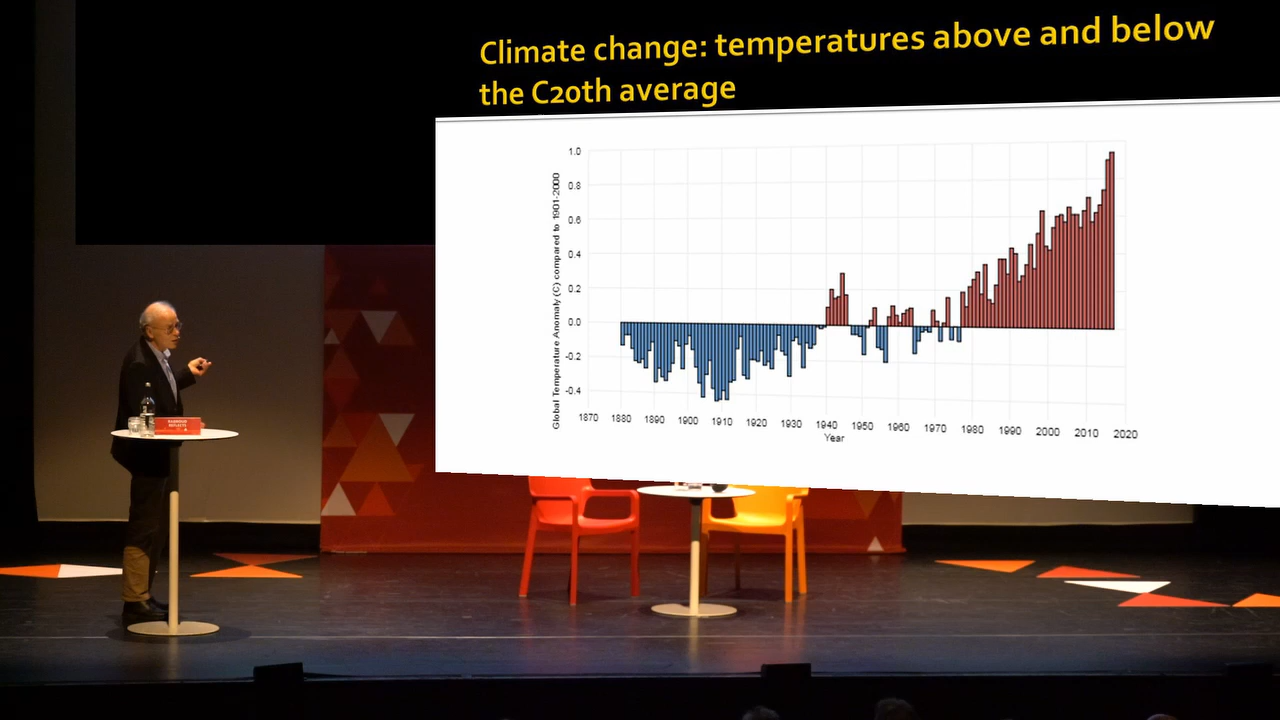 Climate change: temperatures above and below
the C20th average
Global Temperature Anomaly (C) compared to 1901-2000
1.0
0.8
0.6
0.4
0.2
0.0
-0.2
-0.4
1870 1880 1890 1900 1910 1920 1930 1940 1950 1960 1970 1980 1990 2000 2010 2020
Year